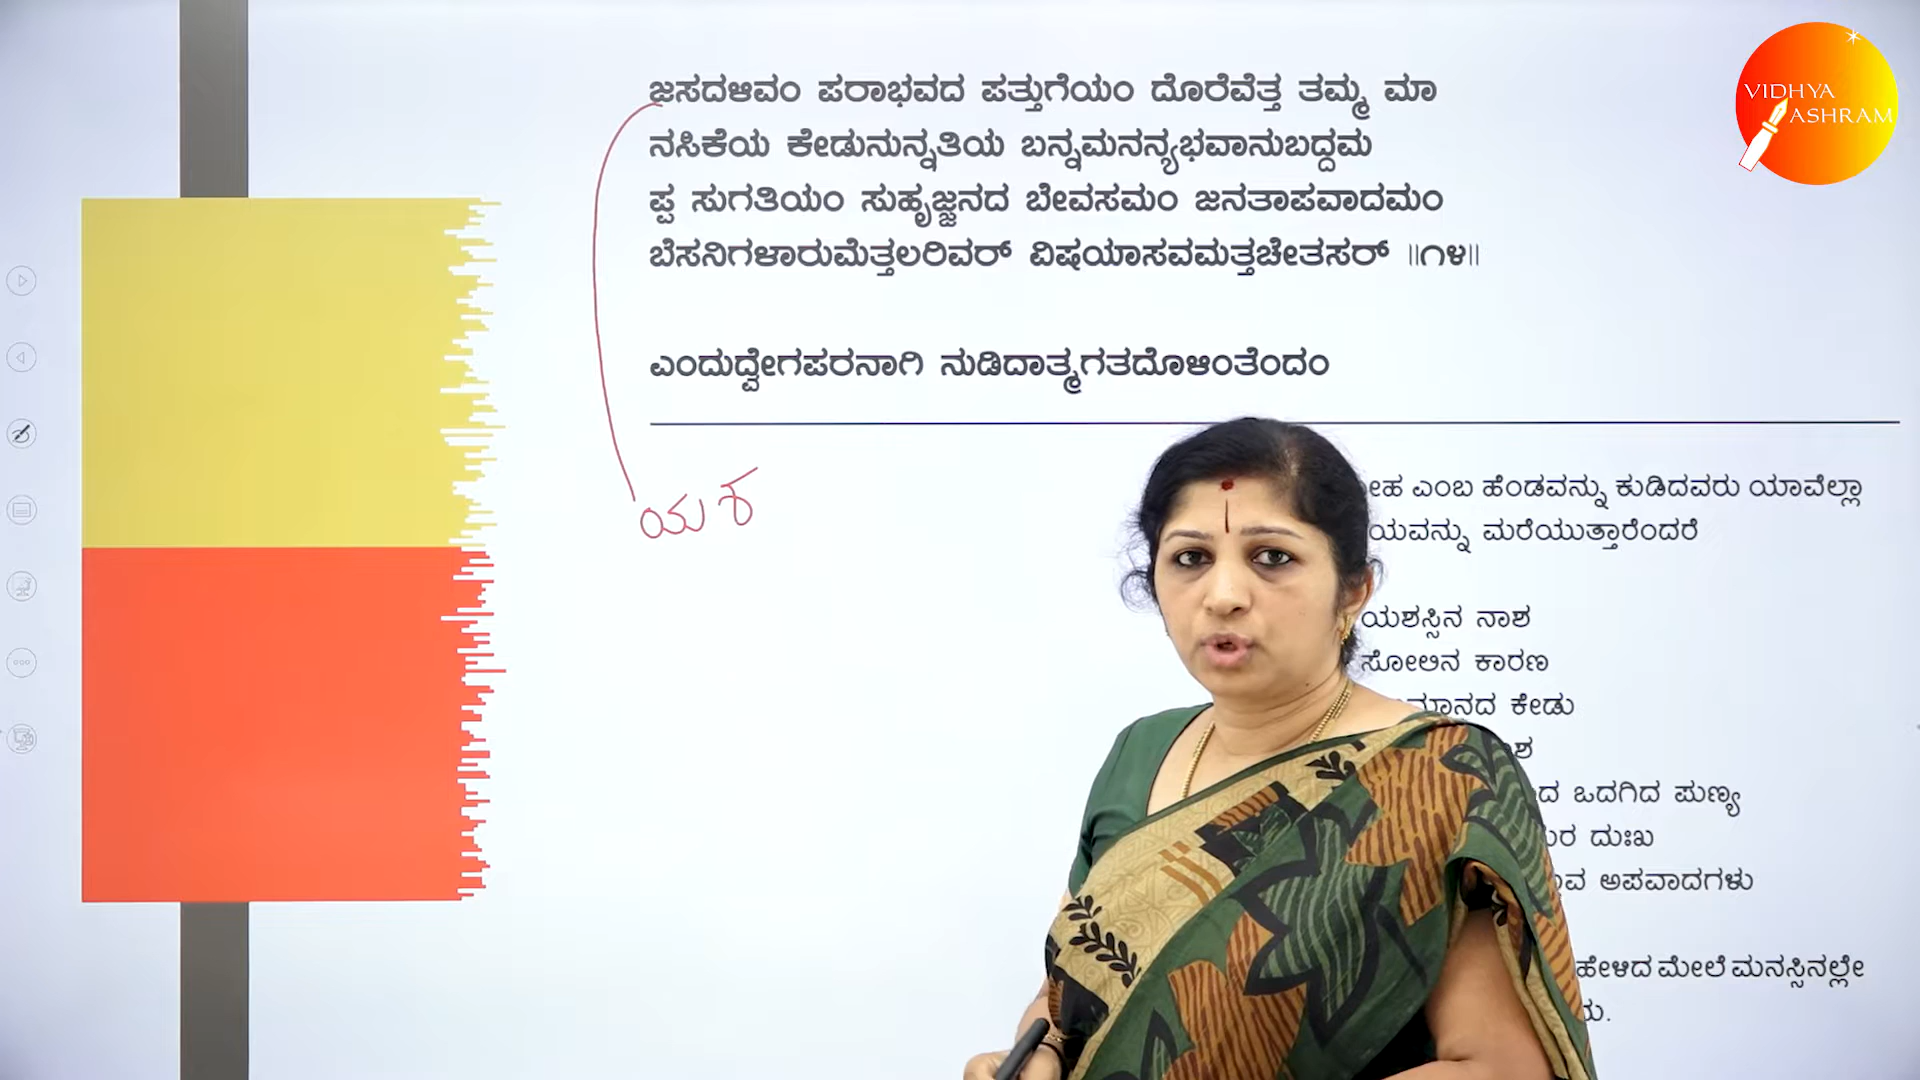 ಜಸದಳಿವಂ ಪರಾಭವದ ಪತ್ತುಗೆಯಂ ದೊರೆವೆತ್ತ ತಮ್ಮ ಮಾ
ನಸಿಕೆಯ ಕೇಡುನುನ್ನತಿಯ ಬನ್ನಮನನ್ಯಭವಾನುಬದ್ದಮ
ಪ್ಪ ಸುಗತಿಯಂ ಸುಹೃಜ್ಜನದ ಬೇವಸಮಂ ಜನತಾಪವಾದಮಂ
ಬೆಸನಿಗಳಾರುಮೆತ್ತಲರಿವರ್ ವಿಷಯಾಸವಮತ್ತಚೇತಸರ್ ॥೧೪॥
ಎಂದುದ್ವೇಗಪರನಾಗಿ ನುಡಿದಾತ್ಮಗತದೊಳಿಂತೆಂದಂ
ಯಶ
ಎಂಬ ಹೆಂಡವನ್ನು ಕುಡಿದವರು ಯಾವೆಲ್ಲಾ
ಮರೆಯುತ್ತಾರೆಂದರೆ
ಯಶಸ್ಸಿನ ನಾಶ
ಸೋಲಿನ ಕಾರಣ
ಕೇಡು
ಒದಗಿದ ಪುಣ್ಯ
ದುಃಖ
ಅಪವಾದಗಳು
ಹೇಳಿದ ಮೇಲೆ ಮನಸ್ಸಿನಲ್ಲೇ
VIDHYA
ASHRAM